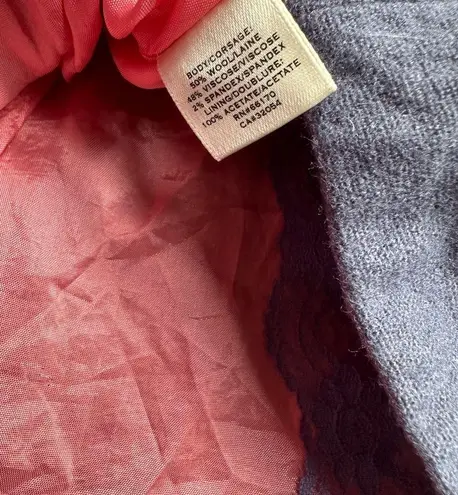 BODY/CORSAGE:
50% WOOL/LAINE
48% VISCOSE/VISCOSE
2% SPANDEX/SPANDEX
LINING/DOUBLURE:
100% ACETATE/ACETATE
RN#66170
CA#32054